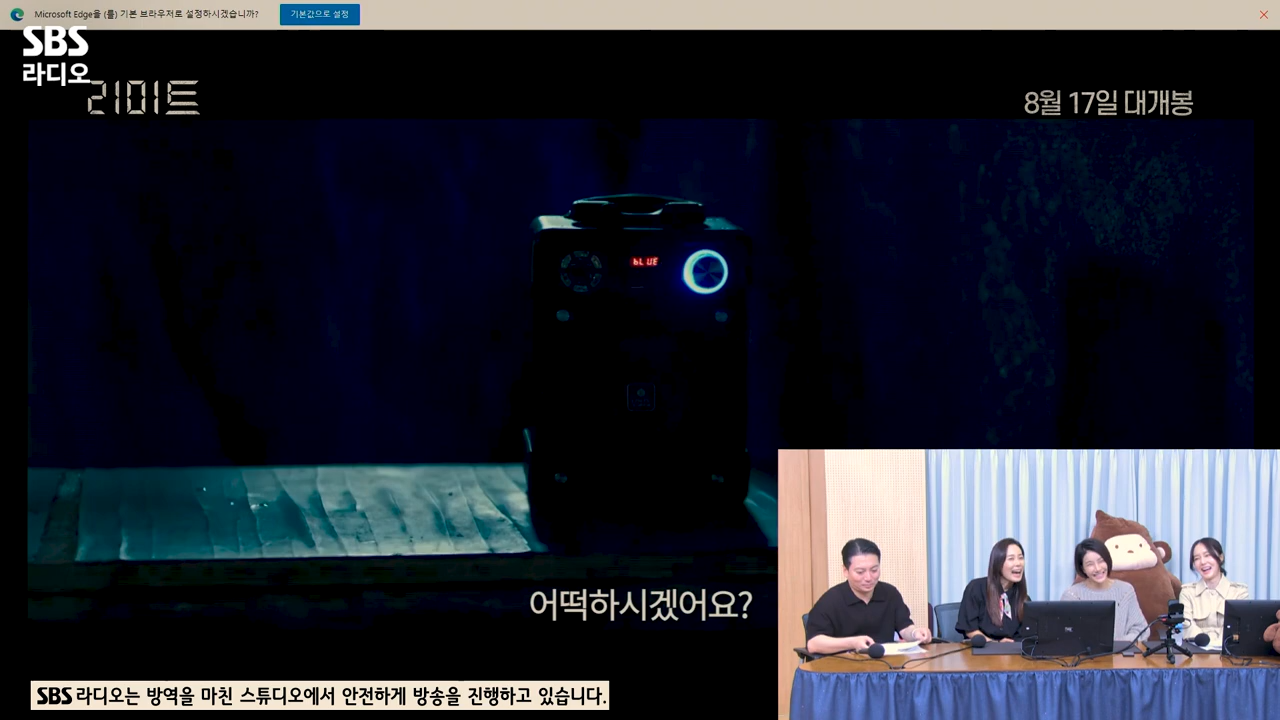 Microsoft Edge을 (를) 기본 브라우저로 설정하시겠습니까?
기본값으로 설정
SBS
라디오
리미트
8월 17일 대개봉
bLUE
어떡하시겠어요?
SBS 라디오는 방역을 마친 스튜디오에서 안전하게 방송을 진행하고 있습니다.